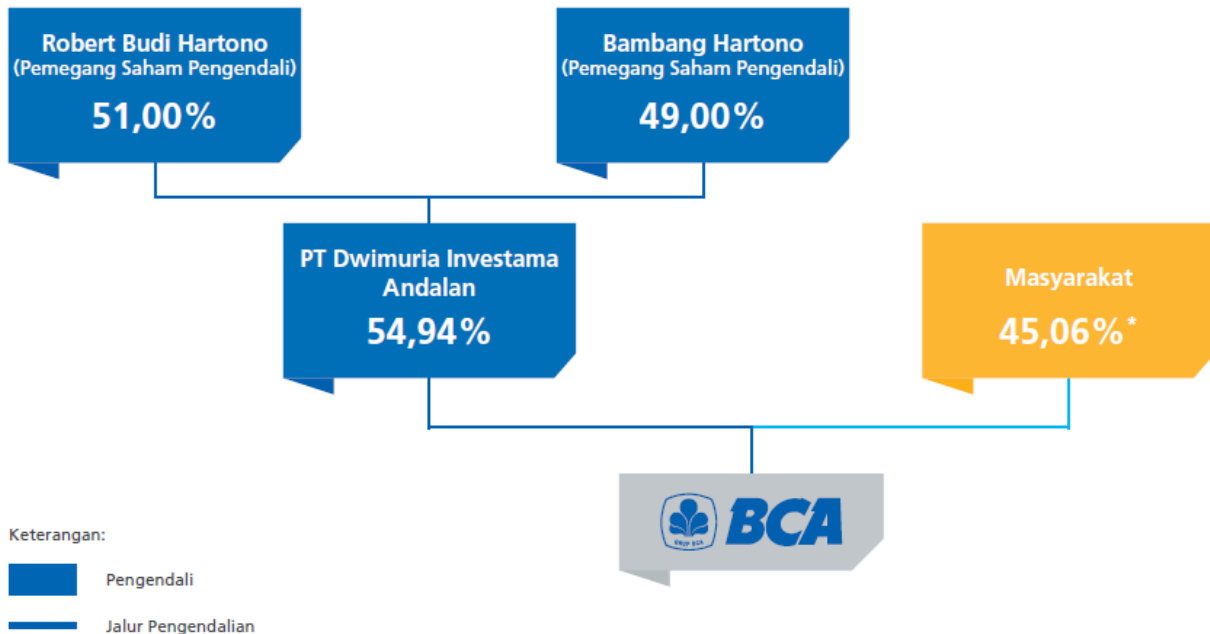 Robert Budi Hartono
(Pemegang Saham Pengendali)
51,00%
Bambang Hartono
(Pemegang Saham Pengendali)
49,00%
PT Dwimuria Investama
Andalan
54,94%
Masyarakat
45,06%*
BCA
Keterangan:
Pengendali
Jalur Pengendalian